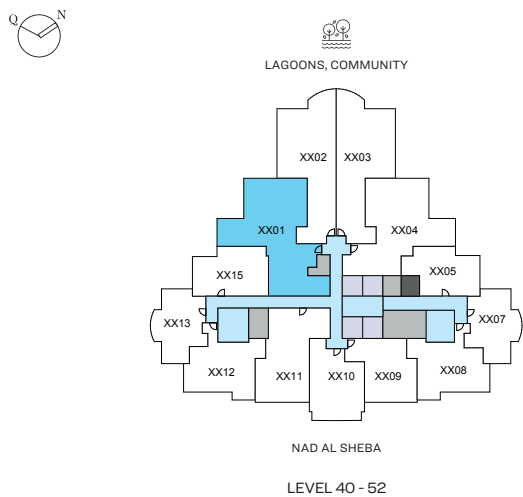 Q N
LAGOONS, COMMUNITY
XX02 XX03
XX01 XX04
XX15 XX05
XX13 XX07
XX12 XX11 XX10 XX09 XX08
NAD AL SHEBA
LEVEL 40 - 52